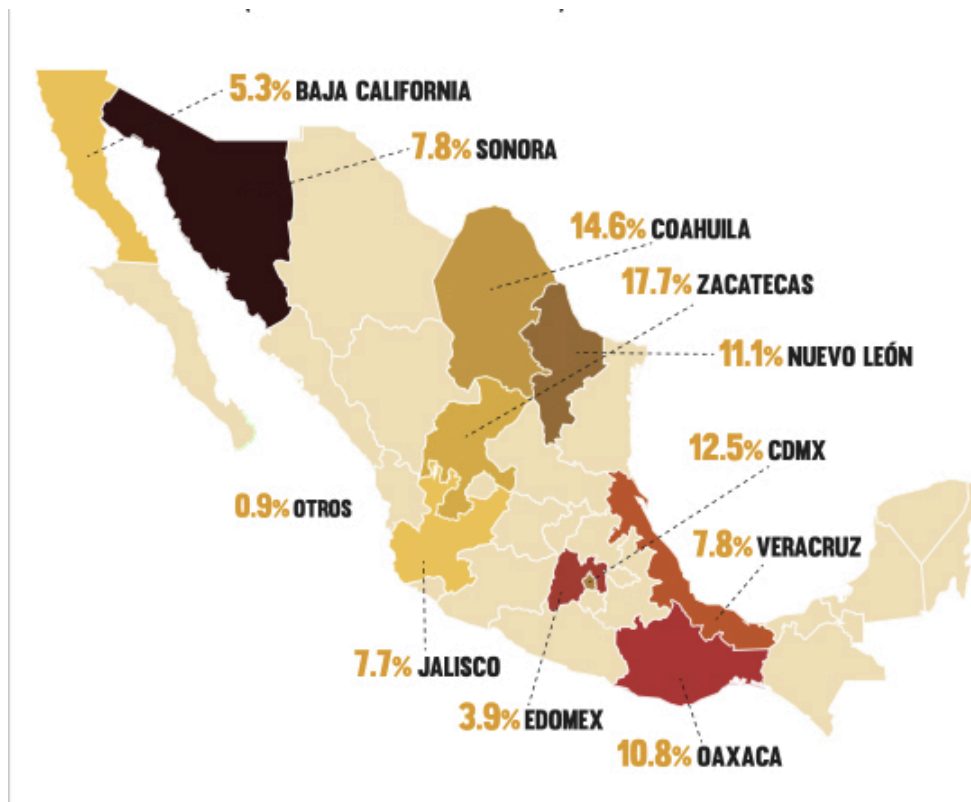 5.3% BAJA CALIFORNIA
7.8% SONORA
14.6% COAHUILA
17.7% ZACATECAS
11.1% NUEVO LEÓN
12.5% CDMX
0.9% OTROS
7.8% VERACRUZ
7.7% JALISCO
3.9% EDOMEX
10.8% OAXACA